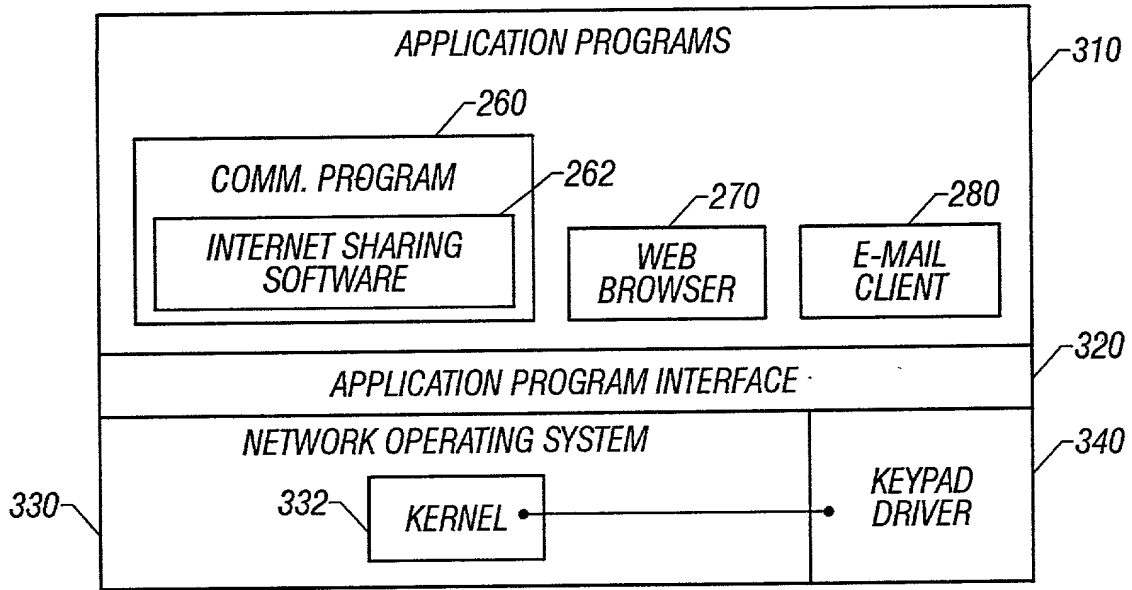 APPLICATION PROGRAMS
310
260
COMM. PROGRAM
262
INTERNET SHARING
SOFTWARE
270
WEB
BROWSER
280
E-MAIL
CLIENT
320
APPLICATION PROGRAM INTERFACE
NETWORK OPERATING SYSTEM
340
KEYPAD
DRIVER
330
332
KERNEL